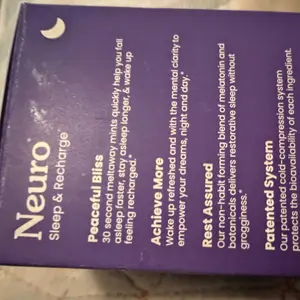 Neuro
Sleep & Recharge
Peaceful Bliss
30 second meltaway mints quickly help you fall
asleep faster, stay asleep longer, & wake up
feeling recharged.*
Achieve More
Wake up refreshed and with the mental clarity to
empower your dreams, night and day.*
Rest Assured
Our non-habit forming blend of melatonin and
botanicals delivers restorative sleep without
grogginess.*
Patented System
Our patented cold-compression system
protects the bioavailability of each ingredient.